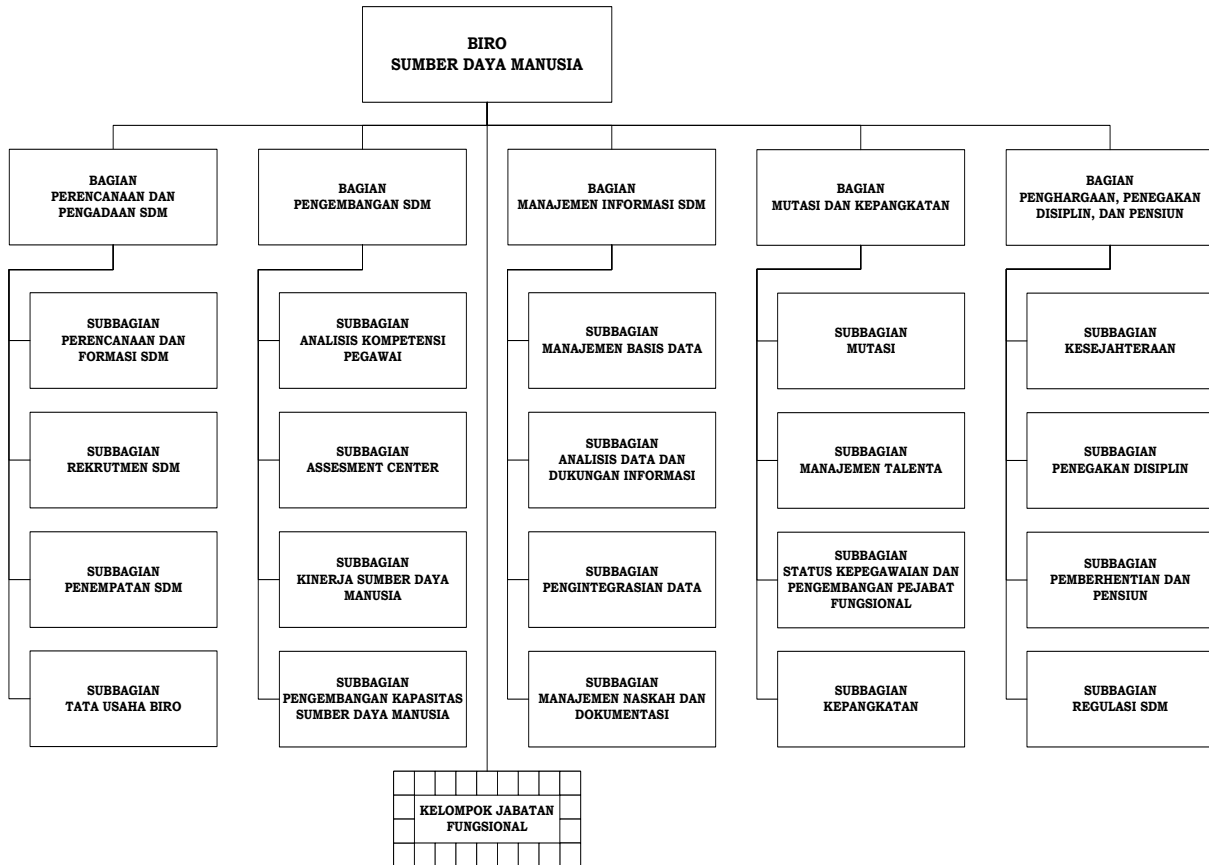 BIRO
SUMBER DAYA MANUSIA
BAGIAN
PERENCANAAN DAN
PENGADAAN SDM
BAGIAN
PENGEMBANGAN SDM
BAGIAN
MANAJEMEN INFORMASI SDM
BAGIAN
MUTASI DAN KEPANGKATAN
BAGIAN
PENGHARGAAN, PENEGAKAN
DISIPLIN, DAN PENSIUN
SUBBAGIAN
PERENCANAAN DAN
FORMASI SDM
SUBBAGIAN
ANALISIS KOMPETENSI
PEGAWAI
SUBBAGIAN
MANAJEMEN BASIS DATA
SUBBAGIAN
MUTASI
SUBBAGIAN
KESEJAHTERAAN
SUBBAGIAN
REKRUTMEN SDM
SUBBAGIAN
ASSESMENT CENTER
SUBBAGIAN
ANALISIS DATA DAN
DUKUNGAN INFORMASI
SUBBAGIAN
MANAJEMEN TALENTA
SUBBAGIAN
PENEGAKAN DISIPLIN
SUBBAGIAN
PENEMPATAN SDM
SUBBAGIAN
KINERJA SUMBER DAYA
MANUSIA
SUBBAGIAN
PENGINTEGRASIAN DATA
SUBBAGIAN
STATUS KEPEGAWAIAN DAN
PENGEMBANGAN PEJABAT
FUNGSIONAL
SUBBAGIAN
PEMBERHENTIAN DAN
PENSIUN
SUBBAGIAN
TATA USAHA BIRO
SUBBAGIAN
PENGEMBANGAN KAPASITAS
SUMBER DAYA MANUSIA
SUBBAGIAN
MANAJEMEN NASKAH DAN
DOKUMENTASI
SUBBAGIAN
KEPANGKATAN
SUBBAGIAN
REGULASI SDM
KELOMPOK JABATAN
FUNGSIONAL